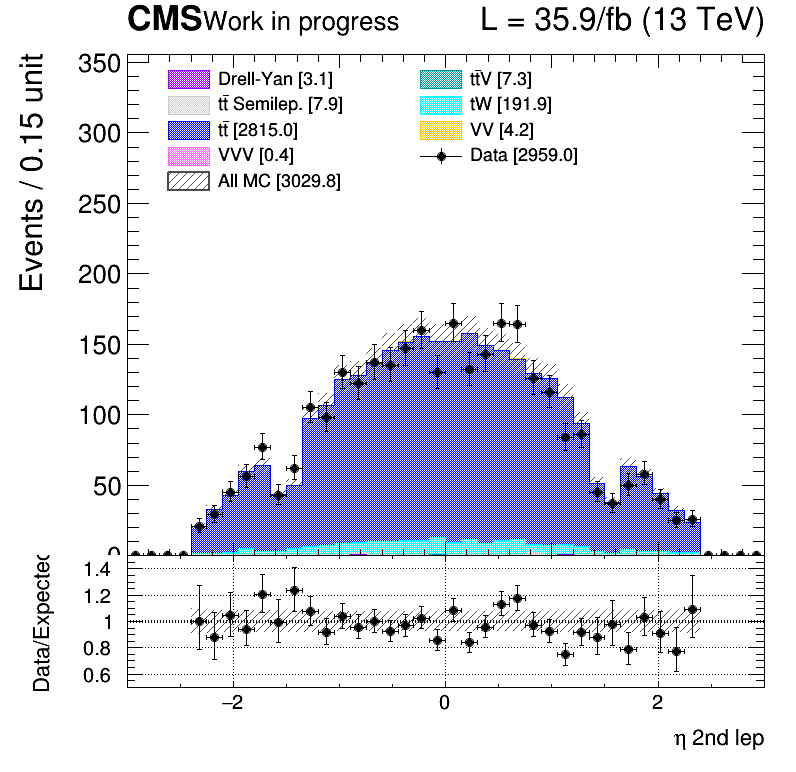 CMS Work in progress L = 35.9/fb (13 TeV)
Events / 0.15 unit
350
300
250
200
150
100
50
0
Drell-Yan [3.1]
tt̄ Semilep. [7.9]
tt̄ [2815.0]
VVV [0.4]
All MC [3029.8]
tt̄V [7.3]
tW [191.9]
VV [4.2]
Data [2959.0]
Data/Expected
1.4
1.2
1
0.8
0.6
−2 0 2
η 2nd lep